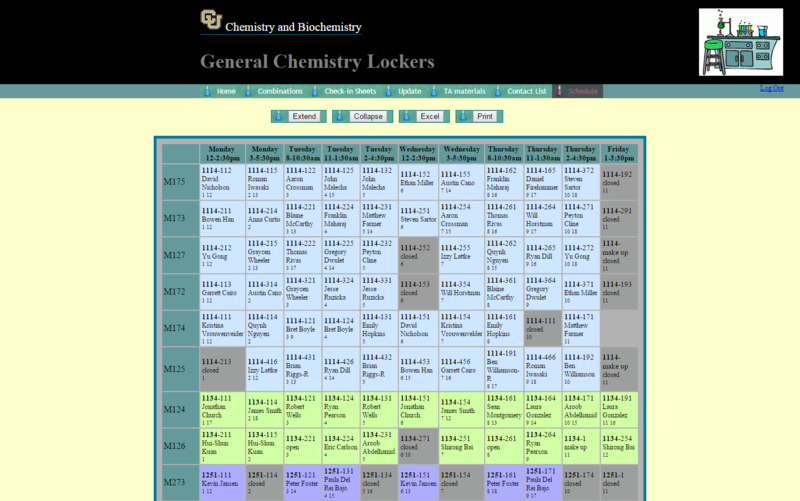 CU Chemistry and Biochemistry
General Chemistry Lockers
Home Combinations Check-in Sheets Update TA materials Contact List Schedule Log Out
Extend Collapse Excel Print
Monday Monday Tuesday Tuesday Tuesday Wednesday Wednesday Thursday Thursday Thursday Friday
12-2:30pm 3-5:30pm 8-10:30am 11-1:30am 2-4:30pm 12-2:30pm 3-5:30pm 8-10:30am 11-1:30am 2-4:30pm 1-3:30pm
M175
1114-112 David Nicholson 1 12
1114-115 Roman Iwasaki 2 13
1114-122 Aaron Crossman 3
1114-125 John Malecha 4 15
1114-132 John Malecha 5
1114-152 Ethan Miller 6
1114-155 Austin Cano 7 14
1114-162 Franklin Maharaj 8 16
1114-165 Daniel Firehammer 9 17
1114-372 Steven Sartor 10 18
1114-192 closed 11
M173
1114-211 Bowen Han 1 12
1114-214 Anna Curtis 2
1114-221 Blaine McCarthy 3 13
1114-224 Franklin Maharaj 4
1114-231 Matthew Farmer 5 14
1114-251 Steven Sartor 6
1114-254 Aaron Crossman 7 15
1114-261 Thomas Rivas 8 16
1114-264 Will Horstman 9 17
1114-271 Peyton Cline 10 18
1114-291 closed 11
M127
1114-212 Yu Gong 1 12
1114-215 Graycen Wheeler 2 13
1114-222 Thomas Rivas 3
1114-225 Gregory Dwulet 4 14
1114-232 Peyton Cline 5
1114-252 closed 6
1114-255 Izzy Lattke 7
1114-262 Quynh Nguyen 8 15
1114-265 Ryan Dill 9 16
1114-272 Yu Gong 10 18
1114- make up closed 11
M172
1114-113 Garrett Cairo 1 12
1114-314 Austin Cano 2
1114-321 Graycen Wheeler 3
1114-324 Jesse Ruzicka 4
1114-331 Jesse Ruzicka 5
1114-153 closed 6
1114-354 Will Horstman 7
1114-361 Blaine McCarthy 8
1114-364 Gregory Dwulet 9
1114-371 Ethan Miller 10
1114-193 closed 11
M174
1114-111 Kristina Vrouwenvelder 1 12
1114-114 Quynh Nguyen 2
1114-121 Bret Boyle 3 9
1114-124 Bret Boyle 4
1114-131 Emily Hopkins 5
1114-151 David Nicholson 6
1114-154 Kristina Vrouwenvelder 7
1114-161 Emily Hopkins 8
1114-111 closed 10
1114-171 Matthew Farmer 11
M125
1114-213 closed 1
1114-416 Izzy Lattke 2 12
1114-431 Brian Riggs-R. 3 13
1114-426 Ryan Dill 4 14
1114-432 Brian Riggs-R. 5
1114-453 Bowen Han 6 15
1114-456 Garrett Cairo 7 16
1114-191 Ben Williamson-R 8 17
1114-466 Roman Iwasaki 9 18
1114-192 Ben Williamson 10
1114- make up closed 11
M124
1134-111 Jonathan Church 1 17
1134-114 James Smith 2 18
1134-121 Robert Wells 3
1134-124 Ryan Pearson 4
1134-131 Robert Wells 5
1134-151 Jonathan Church 6
1134-154 James Smith 7 12
1134-161 Sean Montgomery 8 13
1134-164 Laura Gonzalez 9 14
1134-171 Aroob Abdelhamid 10 15
1134-191 Laura Gonzalez 11 16
M126
1134-211 Hui-Shun Kuan 1
1134-115 Hui-Shun Kuan 2
1134-221 open 3
1134-224 Eric Carlson 4
1134-231 Aroob Abdelhamid 5
1134-271 closed 6 10
1134-251 Shirong Bai 7
1134-261 open 8
1134-264 Ryan Pearson 9
1134-1 make up 11
1134-254 Shirong Bai 12
M273
1251-111 Kevin Jansen 1 12
1251-114 closed 2
1251-121 Peter Foster 3 14
1251-131 Paula Del Rei Bajo 4 15
1251-134 closed 5 16
1251-151 Kevin Jansen 6 13
1251-154 closed 7
1251-161 Peter Foster 8 18
1251-171 Paula Del Rei Bajo 9 17
1251-174 closed 10
1251-1 closed 11